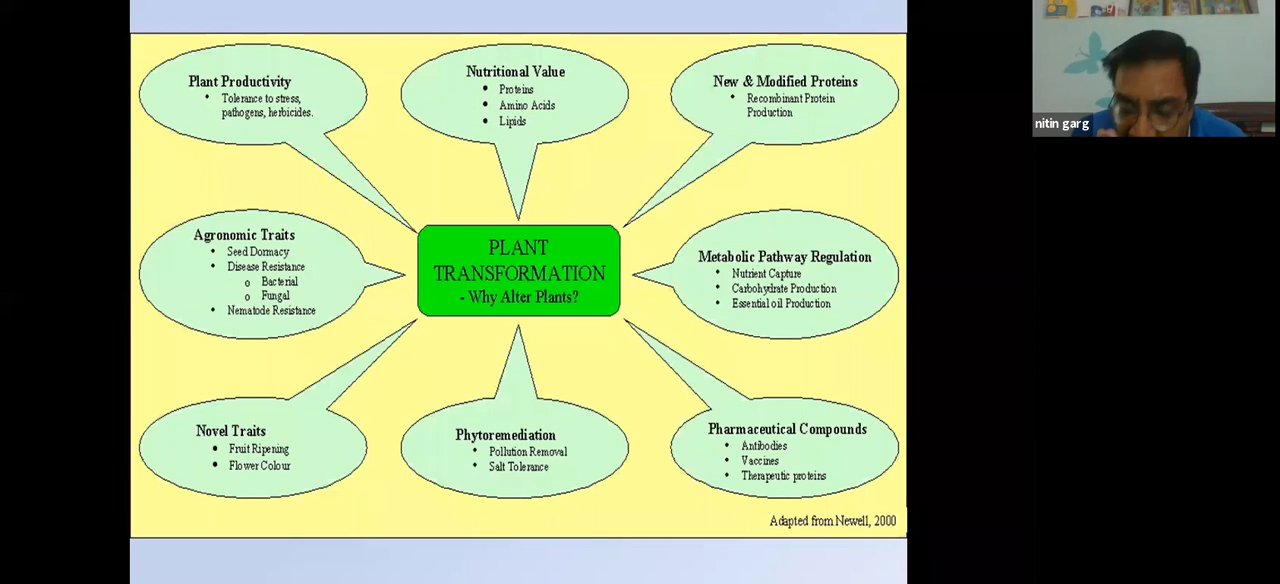 Plant Productivity
• Tolerance to stress,
pathogens, herbicides.
Nutritional Value
• Proteins
• Amino Acids
• Lipids
New & Modified Proteins
• Recombinant Protein
Production
nitin garg
Agronomic Traits
• Seed Dormacy
• Disease Resistance
o Bacterial
o Fungal
• Nematode Resistance
PLANT
TRANSFORMATION
- Why Alter Plants?
Metabolic Pathway Regulation
• Nutrient Capture
• Carbohydrate Production
• Essential oil Production
Novel Traits
• Fruit Ripening
• Flower Colour
Phytoremediation
• Pollution Removal
• Salt Tolerance
Pharmaceutical Compounds
• Antibodies
• Vaccines
• Therapeutic proteins
Adapted from Newell, 2000